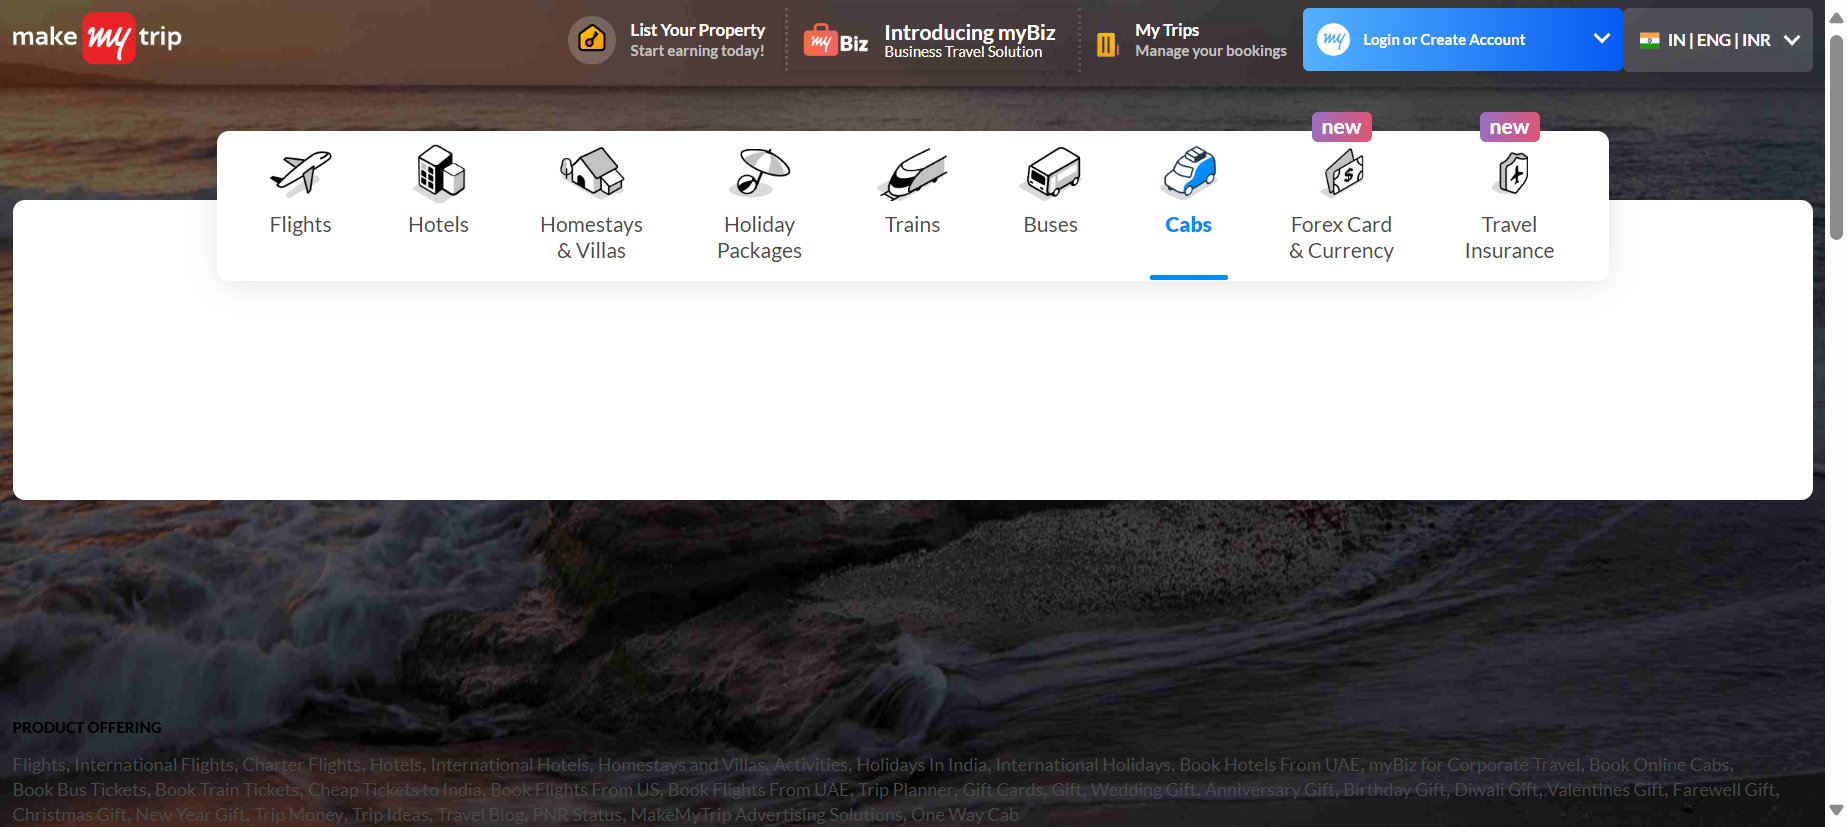 make my trip
List Your Property
Start earning today!
my Biz
Introducing myBiz
Business Travel Solution
My Trips
Manage your bookings
my
Login or Create Account
IN | ENG | INR
new
new
Flights
Hotels
Homestays
& Villas
Holiday
Packages
Trains
Buses
Cabs
Forex Card
& Currency
Travel
Insurance
PRODUCT OFFERING
Flights, International Flights, Charter Flights, Hotels, International Hotels, Homestays and Villas, Activities, Holidays In India, International Holidays, Book Hotels From UAE, myBiz for Corporate Travel, Book Online Cabs,
Book Bus Tickets, Book Train Tickets, Cheap Tickets to India, Book Flights From US, Book Flights From UAE, Trip Planner, Gift Cards, Gift, Wedding Gift, Anniversary Gift, Birthday Gift, Diwali Gift, Valentines Gift, Farewell Gift,
Christmas Gift, New Year Gift, Trip Money, Trip Ideas, Travel Blog, PNR Status, MakeMyTrip Advertising Solutions, One Way Cab